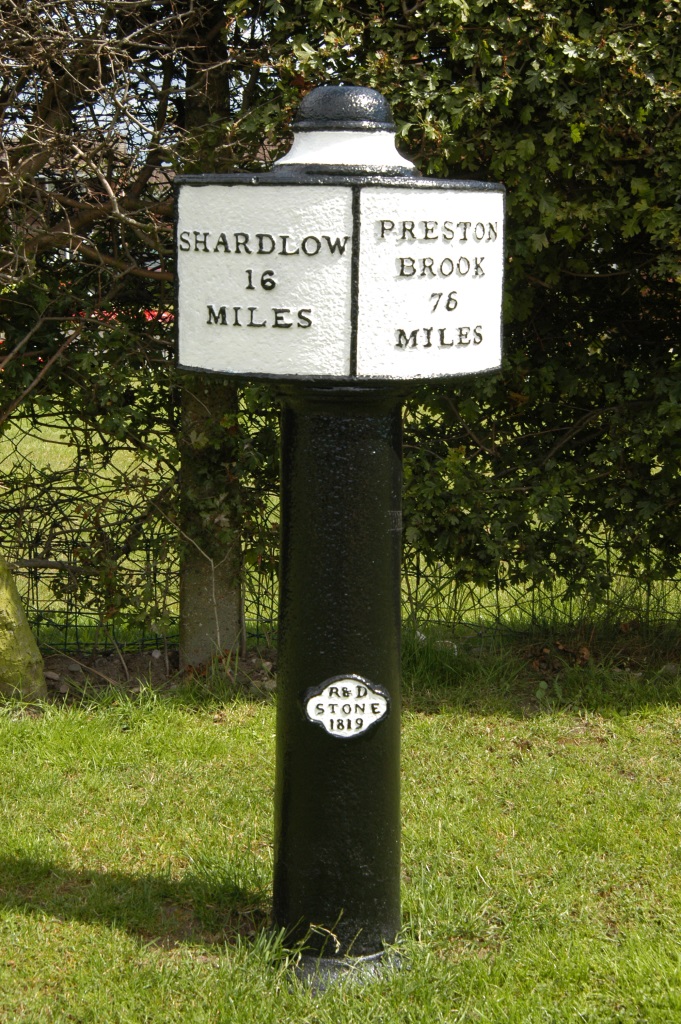 SHARDLOW
16
MILES
PRESTON
BROOK
76
MILES
R & D
STONE
1819